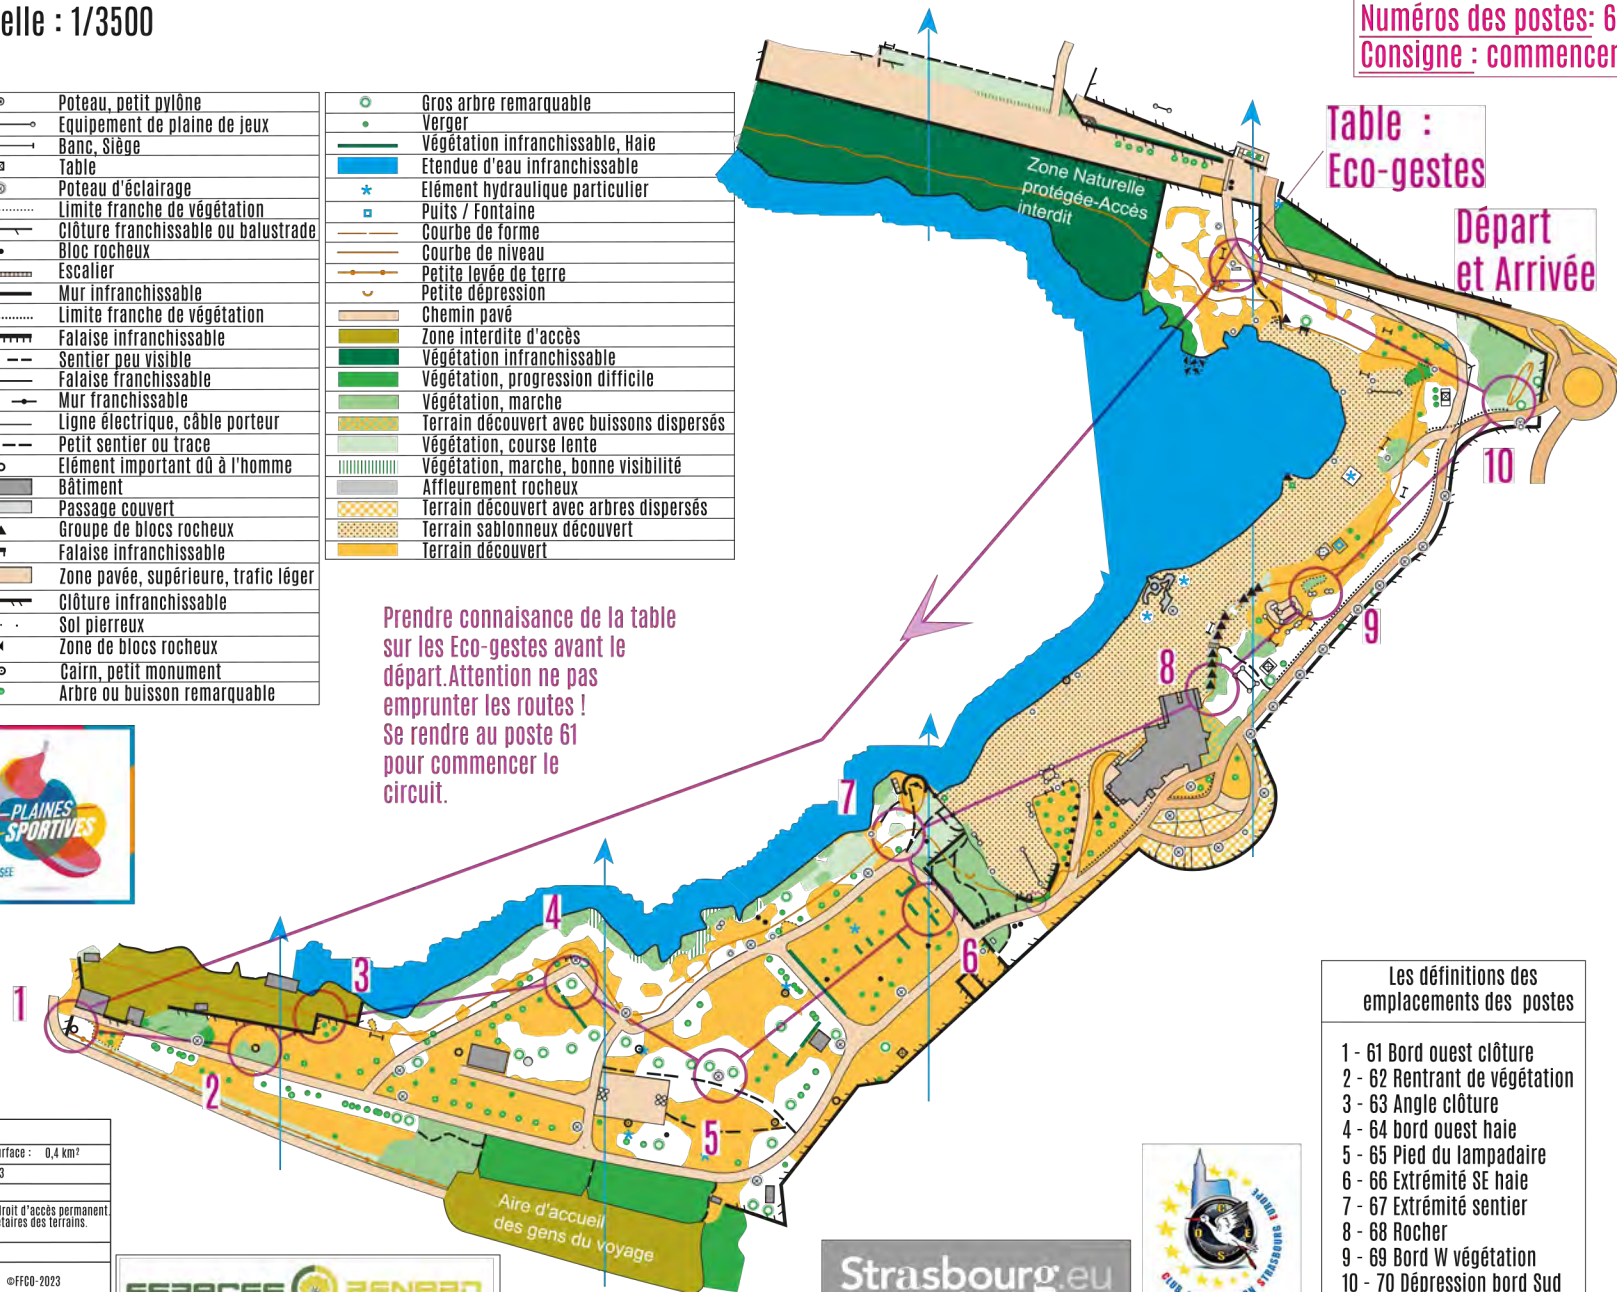 elle : 1/3500
Numéros des postes: 6
Consigne : commencer
Poteau, petit pylône
Equipement de plaine de jeux
Banc, Siège
Table
Poteau d'éclairage
Limite franche de végétation
Clôture franchissable ou balustrade
Bloc rocheux
Escalier
Mur infranchissable
Limite franche de végétation
Falaise infranchissable
Sentier peu visible
Falaise franchissable
Mur franchissable
Ligne électrique, câble porteur
Petit sentier ou trace
Elément important dû à l'homme
Bâtiment
Passage couvert
Groupe de blocs rocheux
Falaise infranchissable
Zone pavée, supérieure, trafic léger
Clôture infranchissable
Sol pierreux
Zone de blocs rocheux
Cairn, petit monument
Arbre ou buisson remarquable
Gros arbre remarquable
Verger
Végétation infranchissable, Haie
Etendue d'eau infranchissable
Elément hydraulique particulier
Puits / Fontaine
Courbe de forme
Courbe de niveau
Petite levée de terre
Petite dépression
Chemin pavé
Zone interdite d'accès
Végétation infranchissable
Végétation, progression difficile
Végétation, marche
Terrain découvert avec buissons dispersés
Végétation, course lente
Végétation, marche, bonne visibilité
Affleurement rocheux
Terrain découvert avec arbres dispersés
Terrain sablonneux découvert
Terrain découvert
Zone Naturelle
protégée-Accès
interdit
Table :
Eco-gestes
Départ
et Arrivée
10
9
8
7
6
5
4
3
2
1
Prendre connaisance de la table
sur les Eco-gestes avant le
départ.Attention ne pas
emprunter les routes !
Se rendre au poste 61
pour commencer le
circuit.
PLAINES
SPORTIVES
Aire d'accueil
des gens du voyage
Les définitions des
emplacements des postes
1 - 61 Bord ouest clôture
2 - 62 Rentrant de végétation
3 - 63 Angle clôture
4 - 64 bord ouest haie
5 - 65 Pied du lampadaire
6 - 66 Extrémité SE haie
7 - 67 Extrémité sentier
8 - 68 Rocher
9 - 69 Bord W végétation
10 - 70 Dépression bord Sud
rface : 0,4 km²
3
droit d'accès permanent.
étaires des terrains.
©FFCO-2023
Strasbourg.eu
STRASBOURG EUROPE